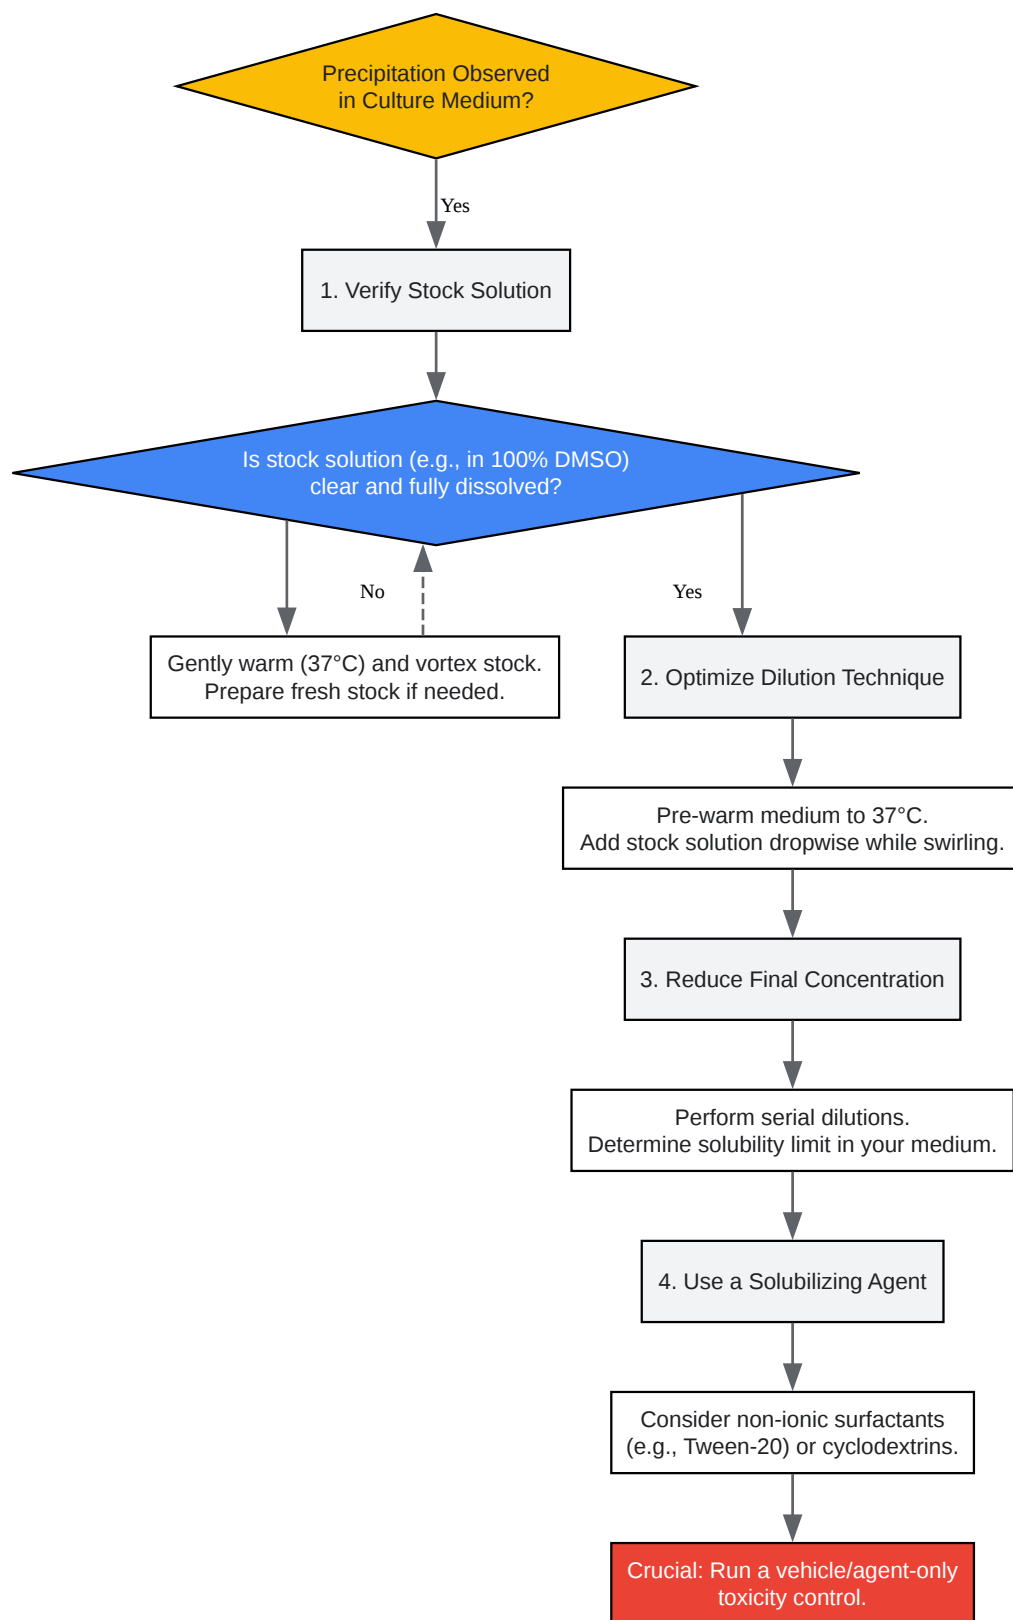 Precipitation Observed
in Culture Medium?
Yes
1. Verify Stock Solution
Is stock solution (e.g., in 100% DMSO)
clear and fully dissolved?
No
Yes
Gently warm (37°C) and vortex stock.
Prepare fresh stock if needed.
2. Optimize Dilution Technique
Pre-warm medium to 37°C.
Add stock solution dropwise while swirling.
3. Reduce Final Concentration
Perform serial dilutions.
Determine solubility limit in your medium.
4. Use a Solubilizing Agent
Consider non-ionic surfactants
(e.g., Tween-20) or cyclodextrins.
Crucial: Run a vehicle/agent-only
toxicity control.